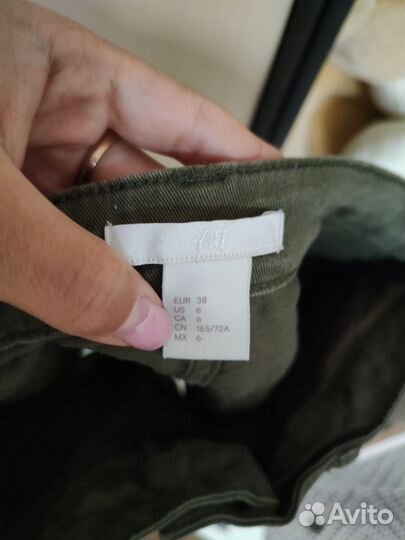 H&M
EUR 38
US 6
CA 6
CN 165/72A
MX 6
Avito